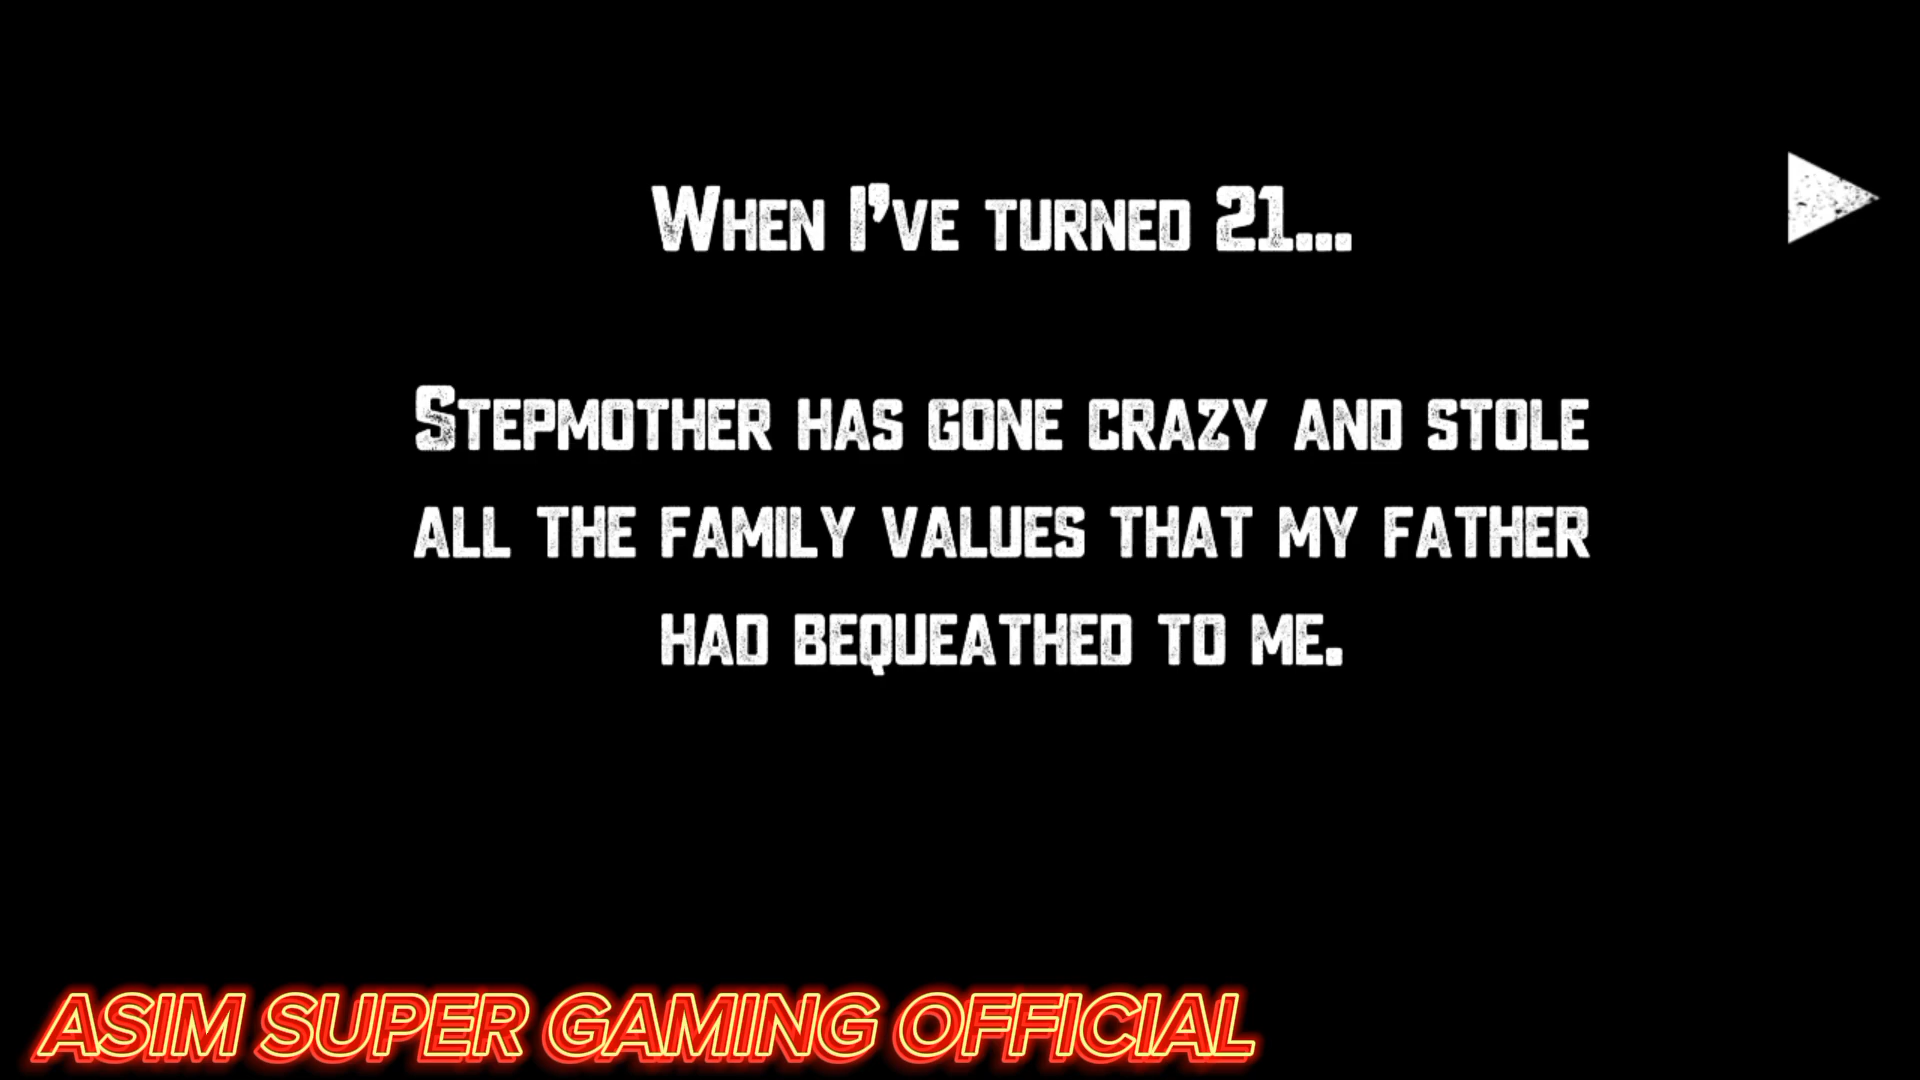 When I've turned 21...
Stepmother has gone crazy and stole
all the family values that my father
had bequeathed to me.
ASIM SUPER GAMING OFFICIAL